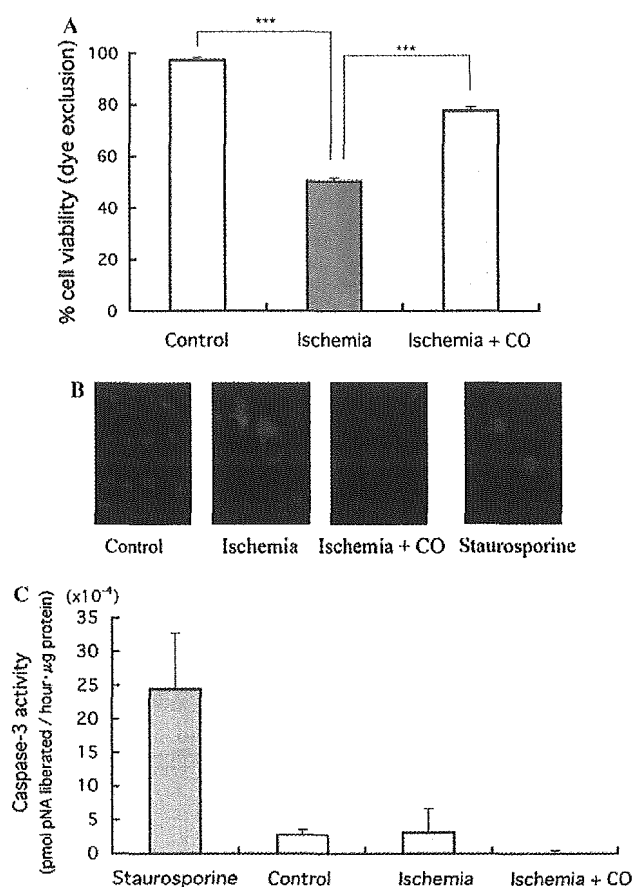 A
***
***
100
80
60
40
20
0
% cell viability (dye exclusion)
Control Ischemia Ischemia + CO
B
Control Ischemia Ischemia + CO Staurosporine
C
(x10-4)
35
30
25
20
15
10
5
0
Caspase-3 activity
(pmol pNA liberated / hour·μg protein)
Staurosporine Control Ischemia Ischemia + CO